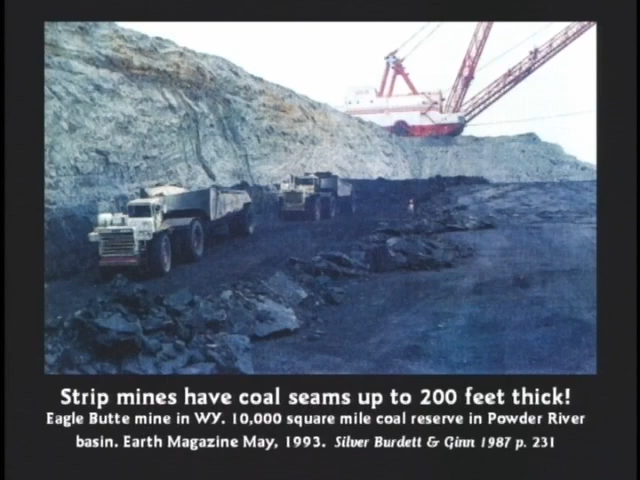 Strip mines have coal seams up to 200 feet thick!
Eagle Butte mine in WY. 10,000 square mile coal reserve in Powder River
basin. Earth Magazine May, 1993. Silver Burdett & Ginn 1987 p. 231